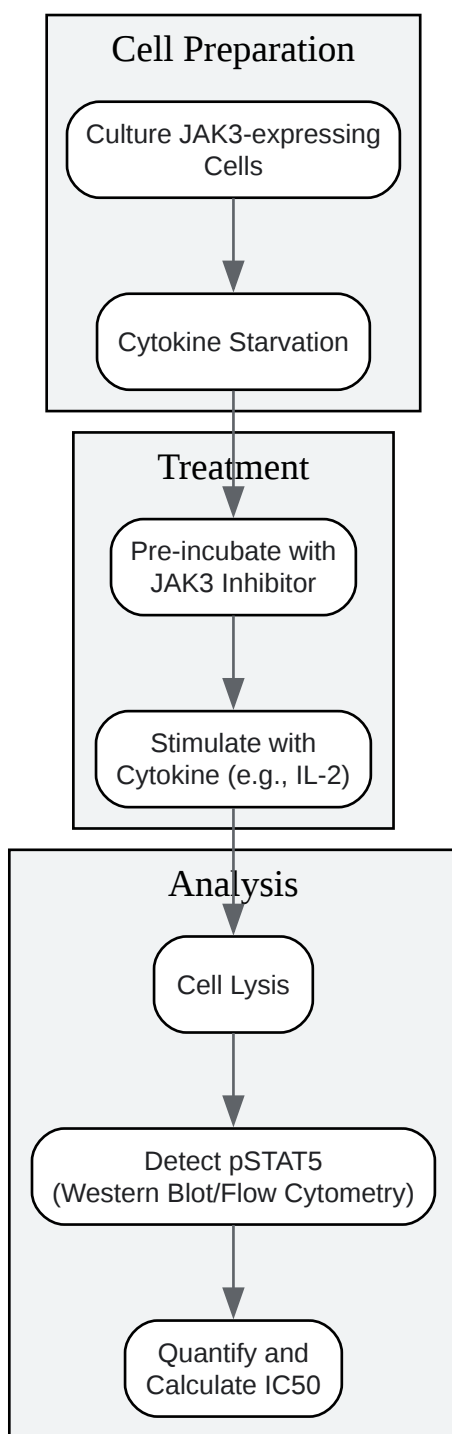 Cell Preparation
Culture JAK3-expressing
Cells
Cytokine Starvation
Treatment
Pre-incubate with
JAK3 Inhibitor
Stimulate with
Cytokine (e.g., IL-2)
Analysis
Cell Lysis
Detect pSTAT5
(Western Blot/Flow Cytometry)
Quantify and
Calculate IC50